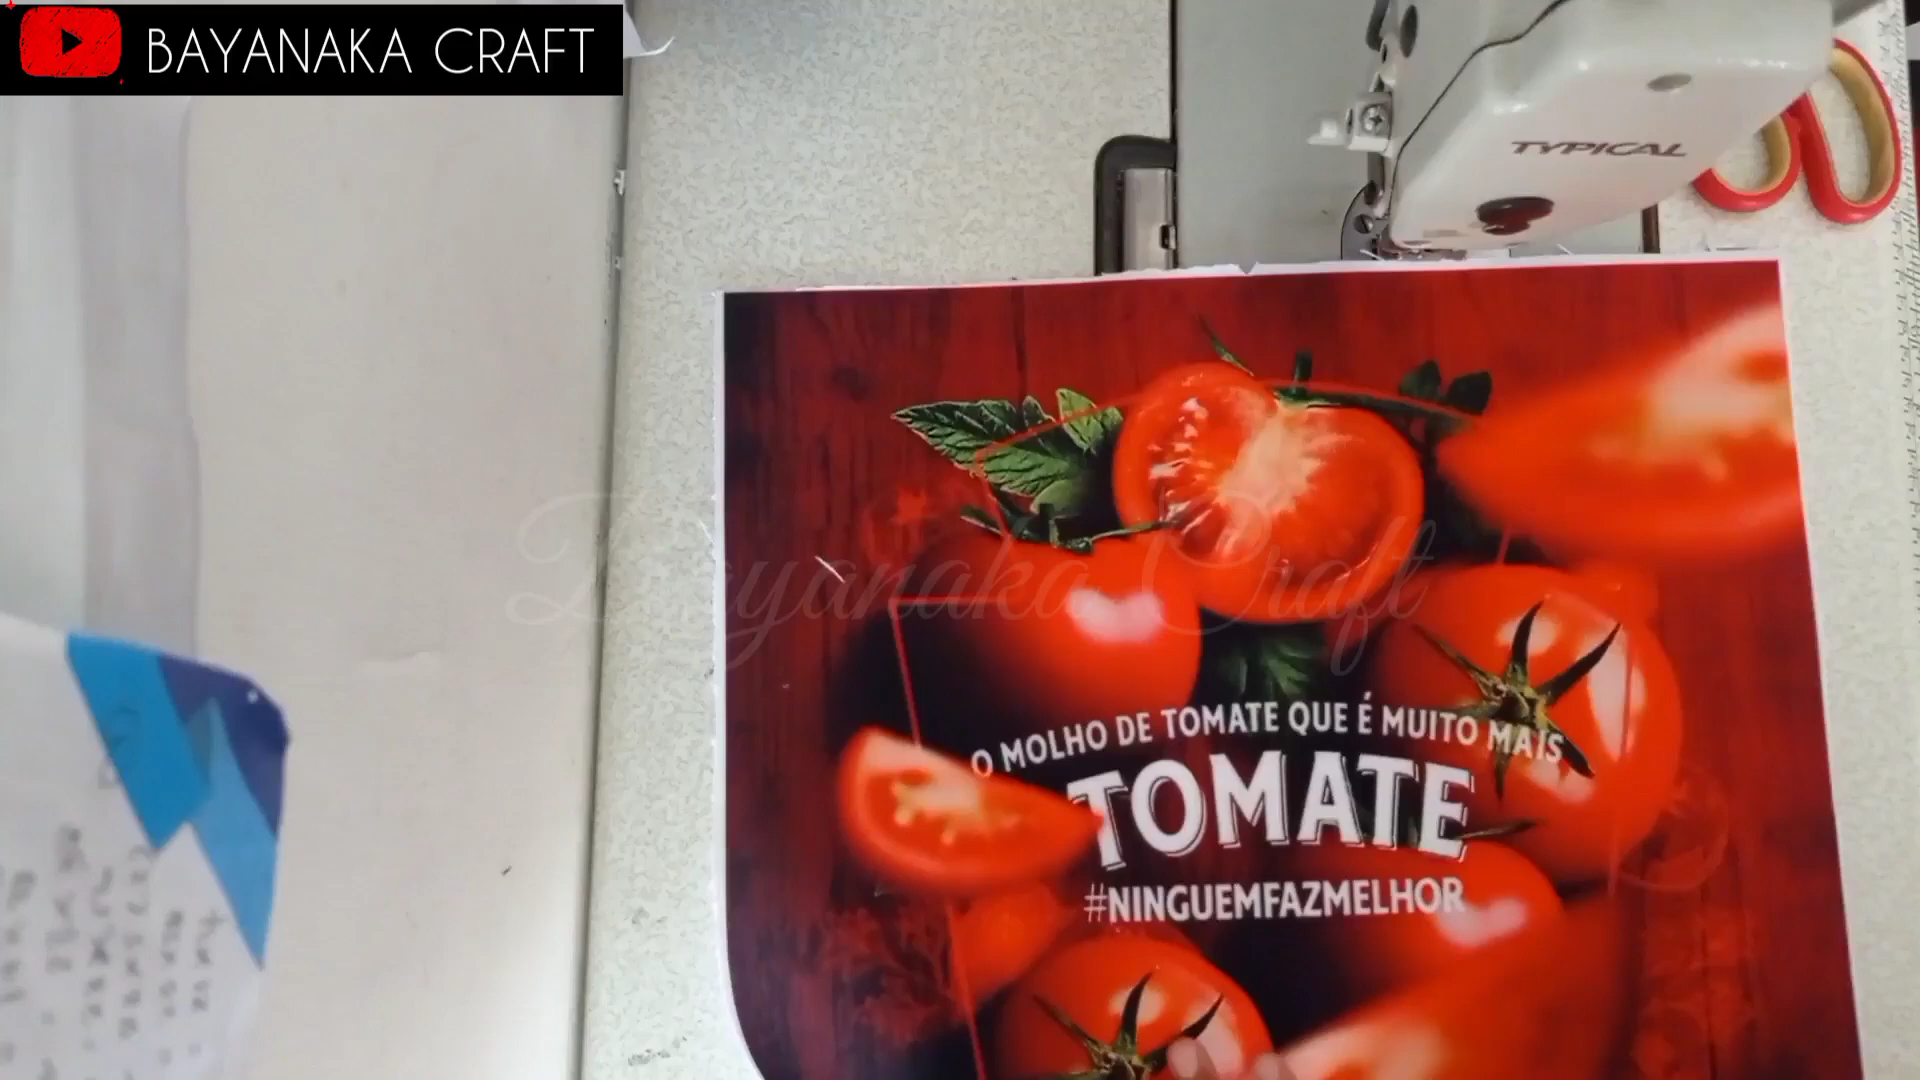 BAYANAKA CRAFT
TYPICAL
Bayanaka Craft
O MOLHO DE TOMATE QUE É MUITO MAIS
TOMATE
#NINGUEMFAZMELHOR